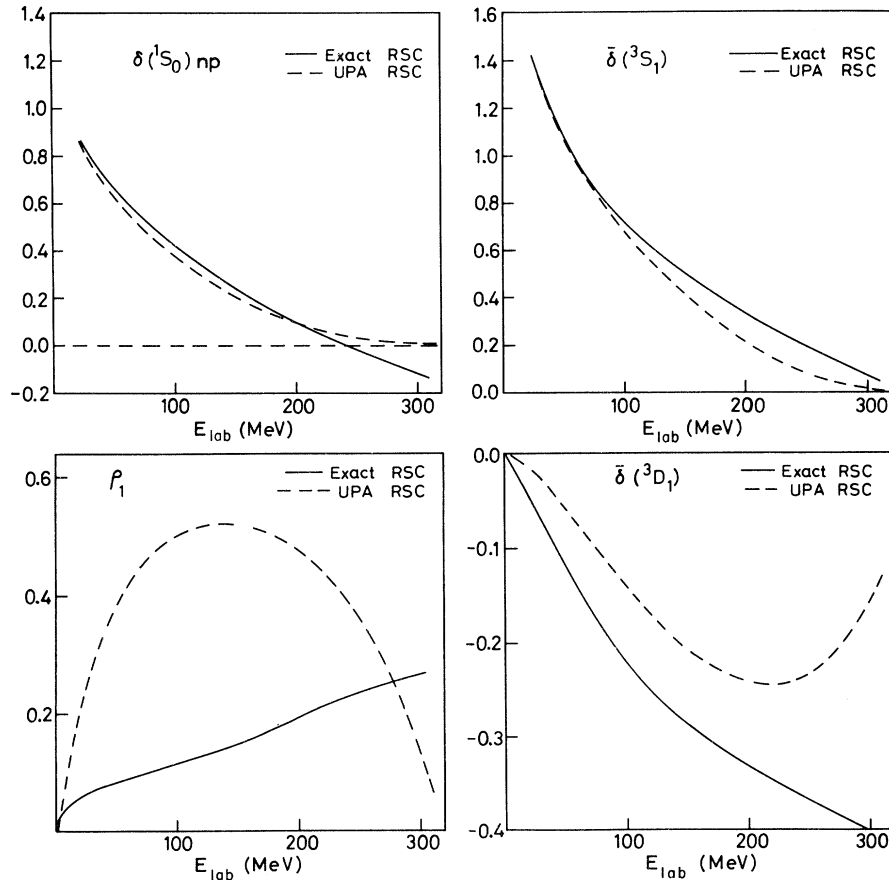 1.4
1.2
1.0
0.8
0.6
0.4
0.2
0.0
-0.2
δ(¹S₀) np
Exact RSC
UPA RSC
100
200
300
E_lab (MeV)
1.6
1.4
1.2
1.0
0.8
0.6
0.4
0.2
0.0
δ̄(³S₁)
Exact RSC
UPA RSC
100
200
300
E_lab (MeV)
0.6
0.4
0.2
ρ₁
Exact RSC
UPA RSC
100
200
300
E_lab (MeV)
0.0
-0.1
-0.2
-0.3
-0.4
δ̄(³D₁)
Exact RSC
UPA RSC
100
200
300
E_lab (MeV)